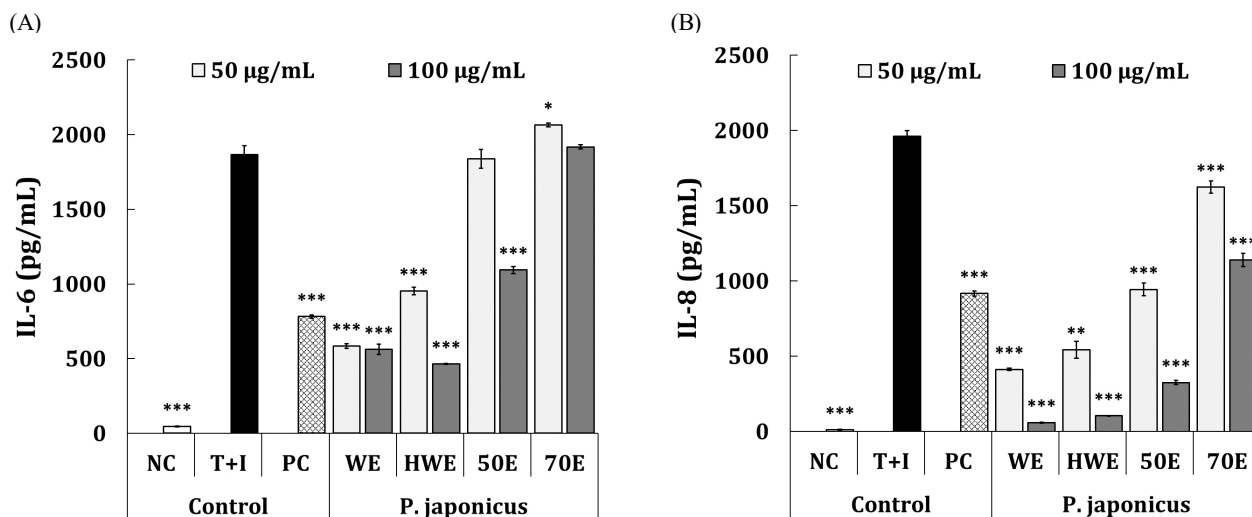 (A)
IL-6 (pg/mL)
2500
2000
1500
1000
500
0
50 μg/mL
100 μg/mL
***
***
***
***
***
***
***
*
NC
T+I
PC
WE
HWE
50E
70E
Control
P. japonicus
(B)
IL-8 (pg/mL)
2500
2000
1500
1000
500
0
50 μg/mL
100 μg/mL
***
***
***
***
**
***
***
***
***
***
NC
T+I
PC
WE
HWE
50E
70E
Control
P. japonicus